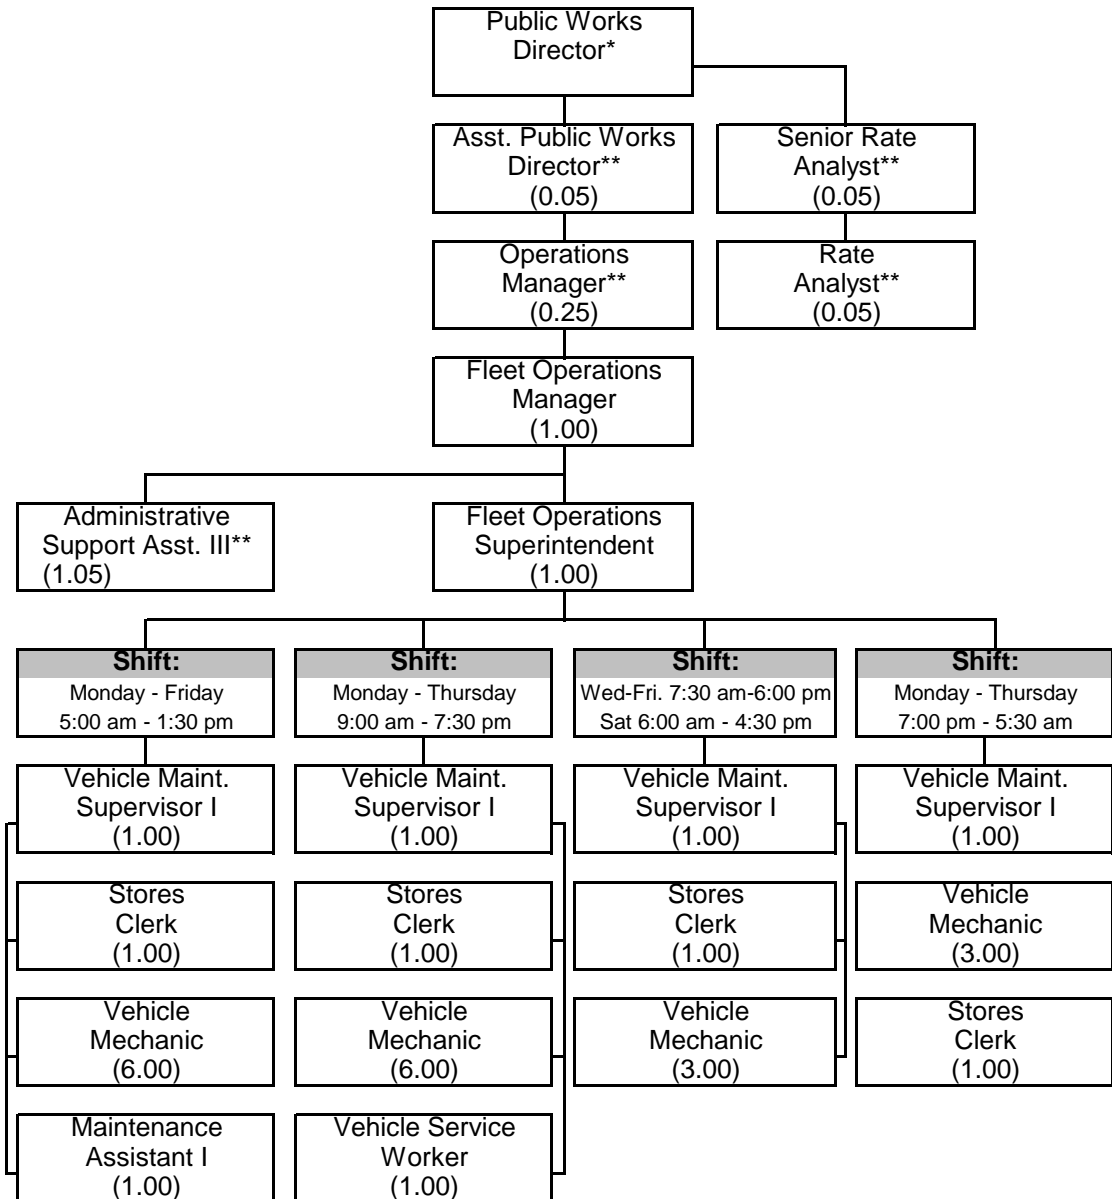 Public Works
Director*
Asst. Public Works
Director**
(0.05)
Senior Rate
Analyst**
(0.05)
Operations
Manager**
(0.25)
Rate
Analyst**
(0.05)
Fleet Operations
Manager
(1.00)
Administrative
Support Asst. III**
(1.05)
Fleet Operations
Superintendent
(1.00)
Shift:
Monday - Friday
5:00 am - 1:30 pm
Shift:
Monday - Thursday
9:00 am - 7:30 pm
Shift:
Wed-Fri. 7:30 am-6:00 pm
Sat 6:00 am - 4:30 pm
Shift:
Monday - Thursday
7:00 pm - 5:30 am
Vehicle Maint.
Supervisor I
(1.00)
Vehicle Maint.
Supervisor I
(1.00)
Vehicle Maint.
Supervisor I
(1.00)
Vehicle Maint.
Supervisor I
(1.00)
Stores
Clerk
(1.00)
Stores
Clerk
(1.00)
Stores
Clerk
(1.00)
Vehicle
Mechanic
(3.00)
Vehicle
Mechanic
(6.00)
Vehicle
Mechanic
(6.00)
Vehicle
Mechanic
(3.00)
Stores
Clerk
(1.00)
Maintenance
Assistant I
(1.00)
Vehicle Service
Worker
(1.00)